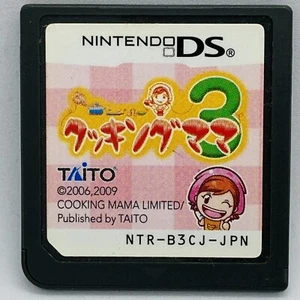 NINTENDO DS®
クッキングママ3
TAITO
©2006,2009
COOKING MAMA LIMITED/
Published by TAITO
NTR-B3CJ-JPN